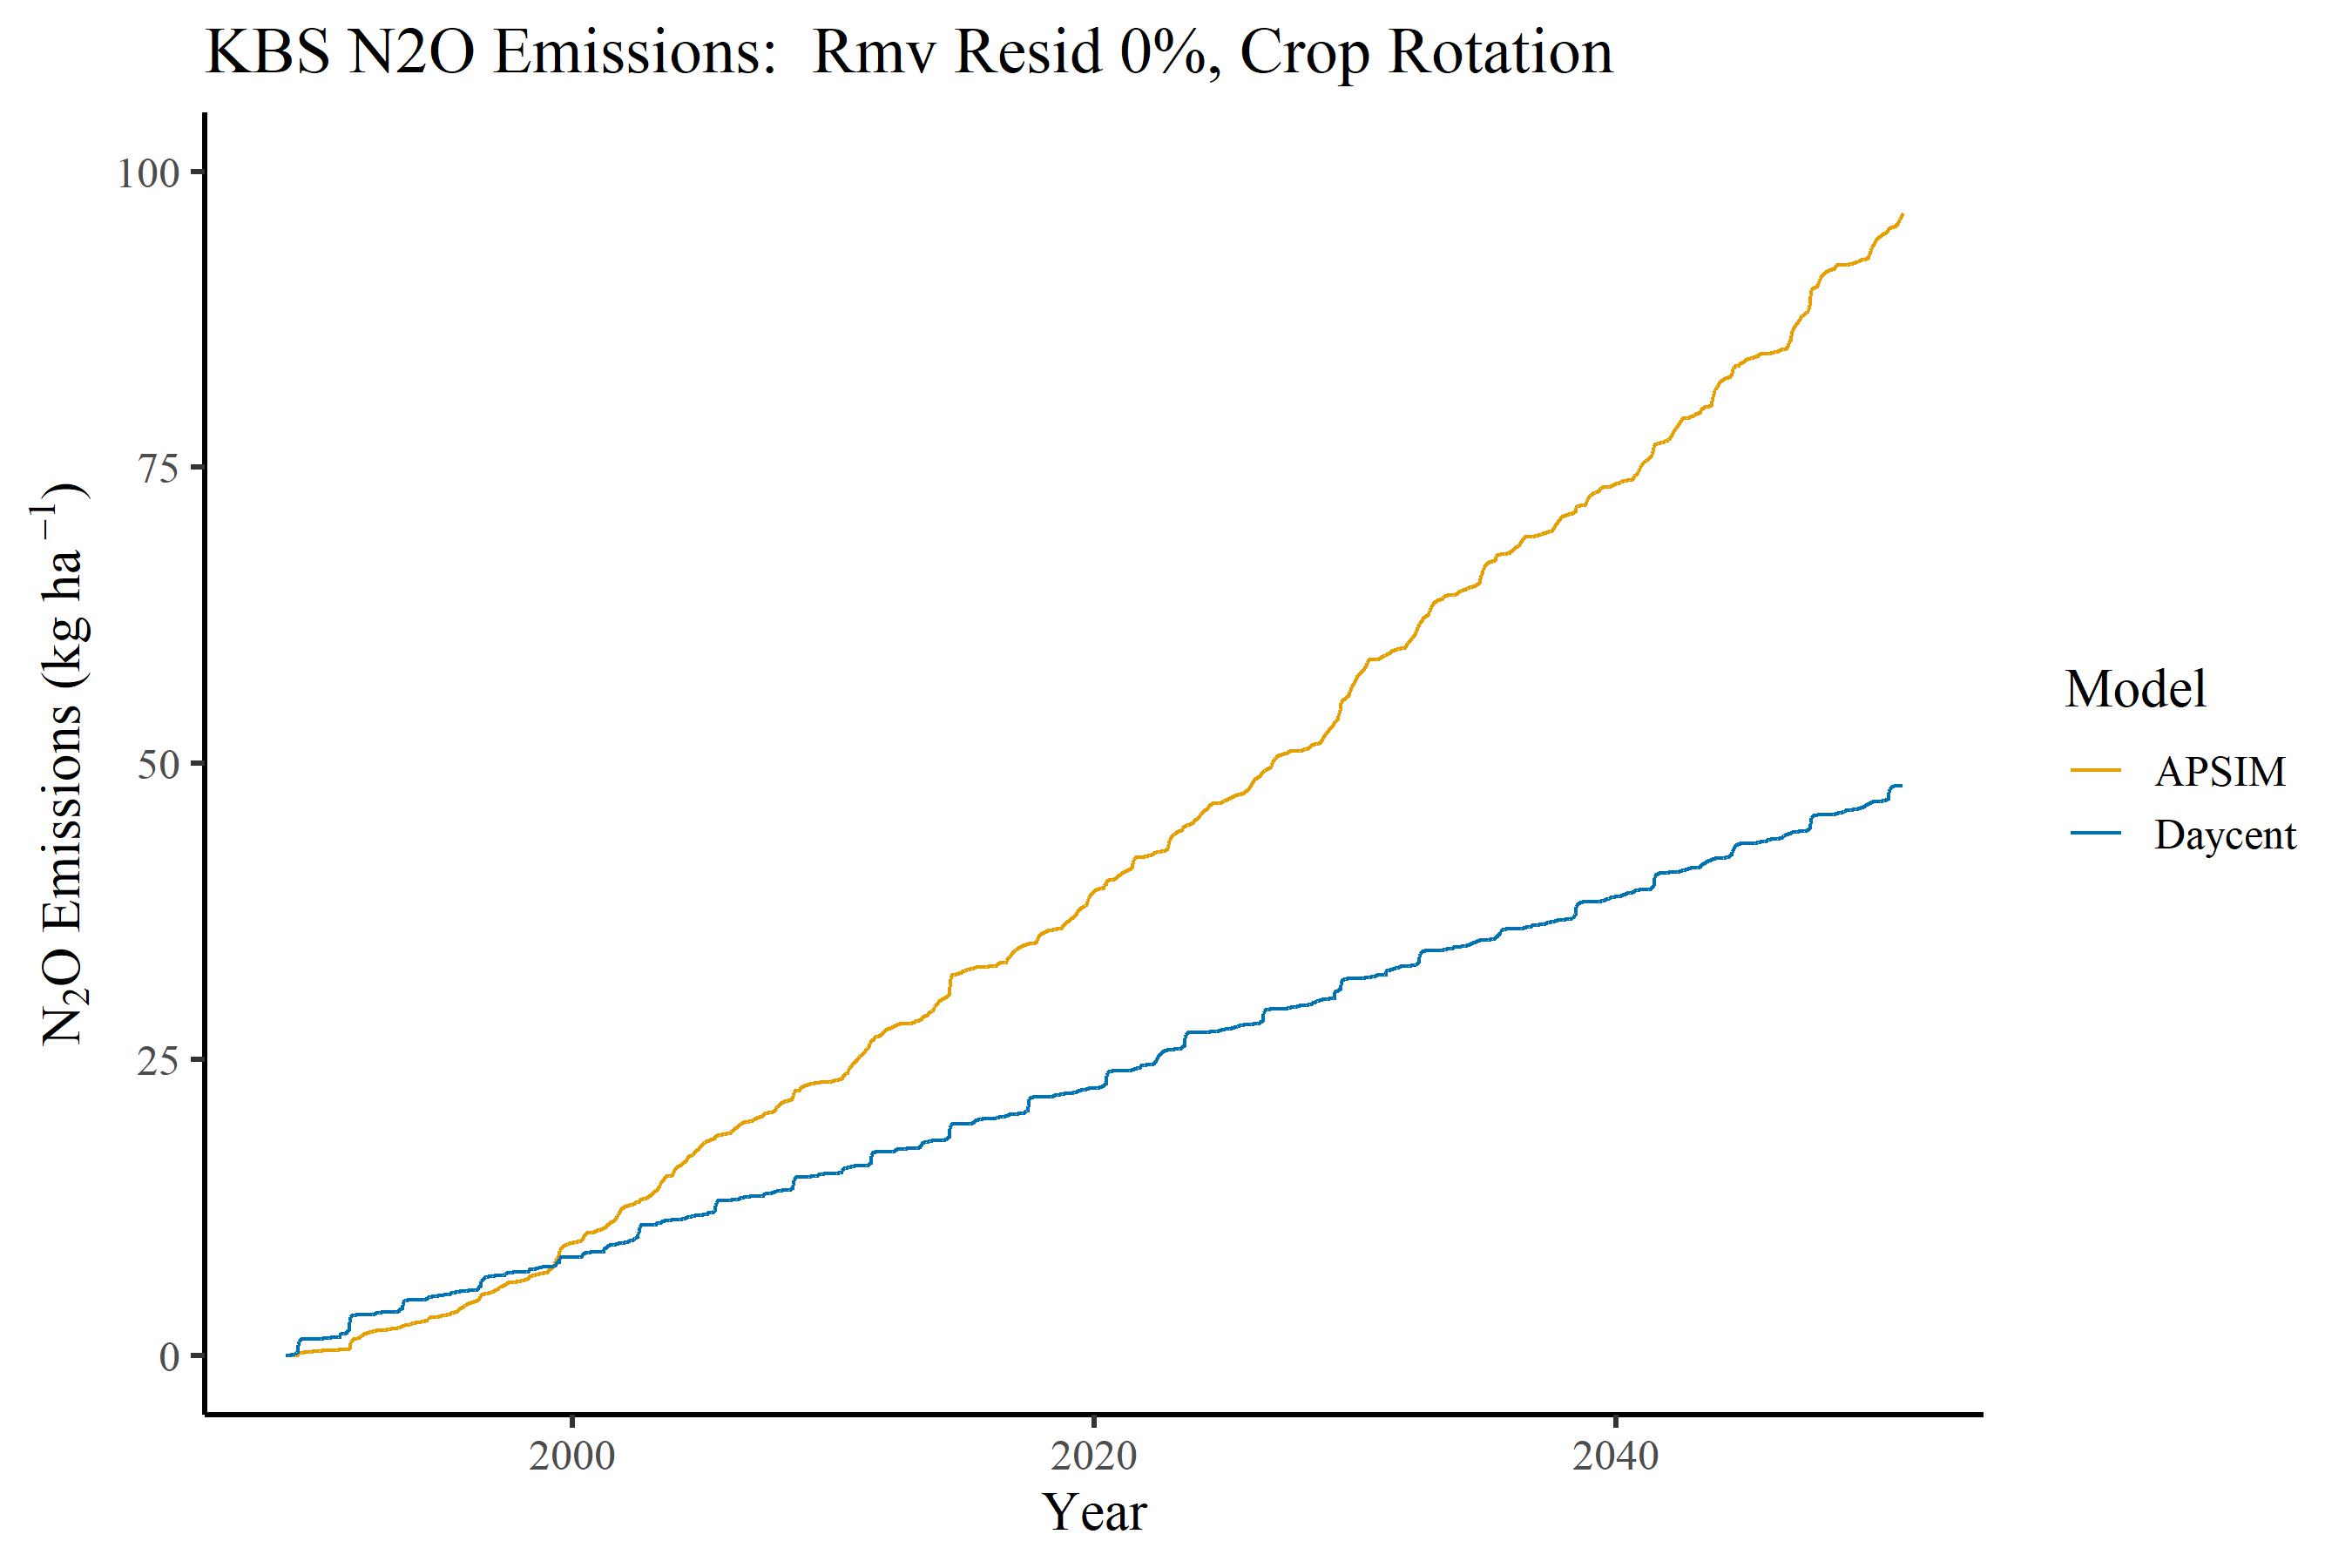 KBS N2O Emissions:  Rmv Resid 0%, Crop Rotation
N₂O Emissions (kg ha⁻¹)
100
75
50
25
0
2000 2020 2040
Year
Model
APSIM
Daycent